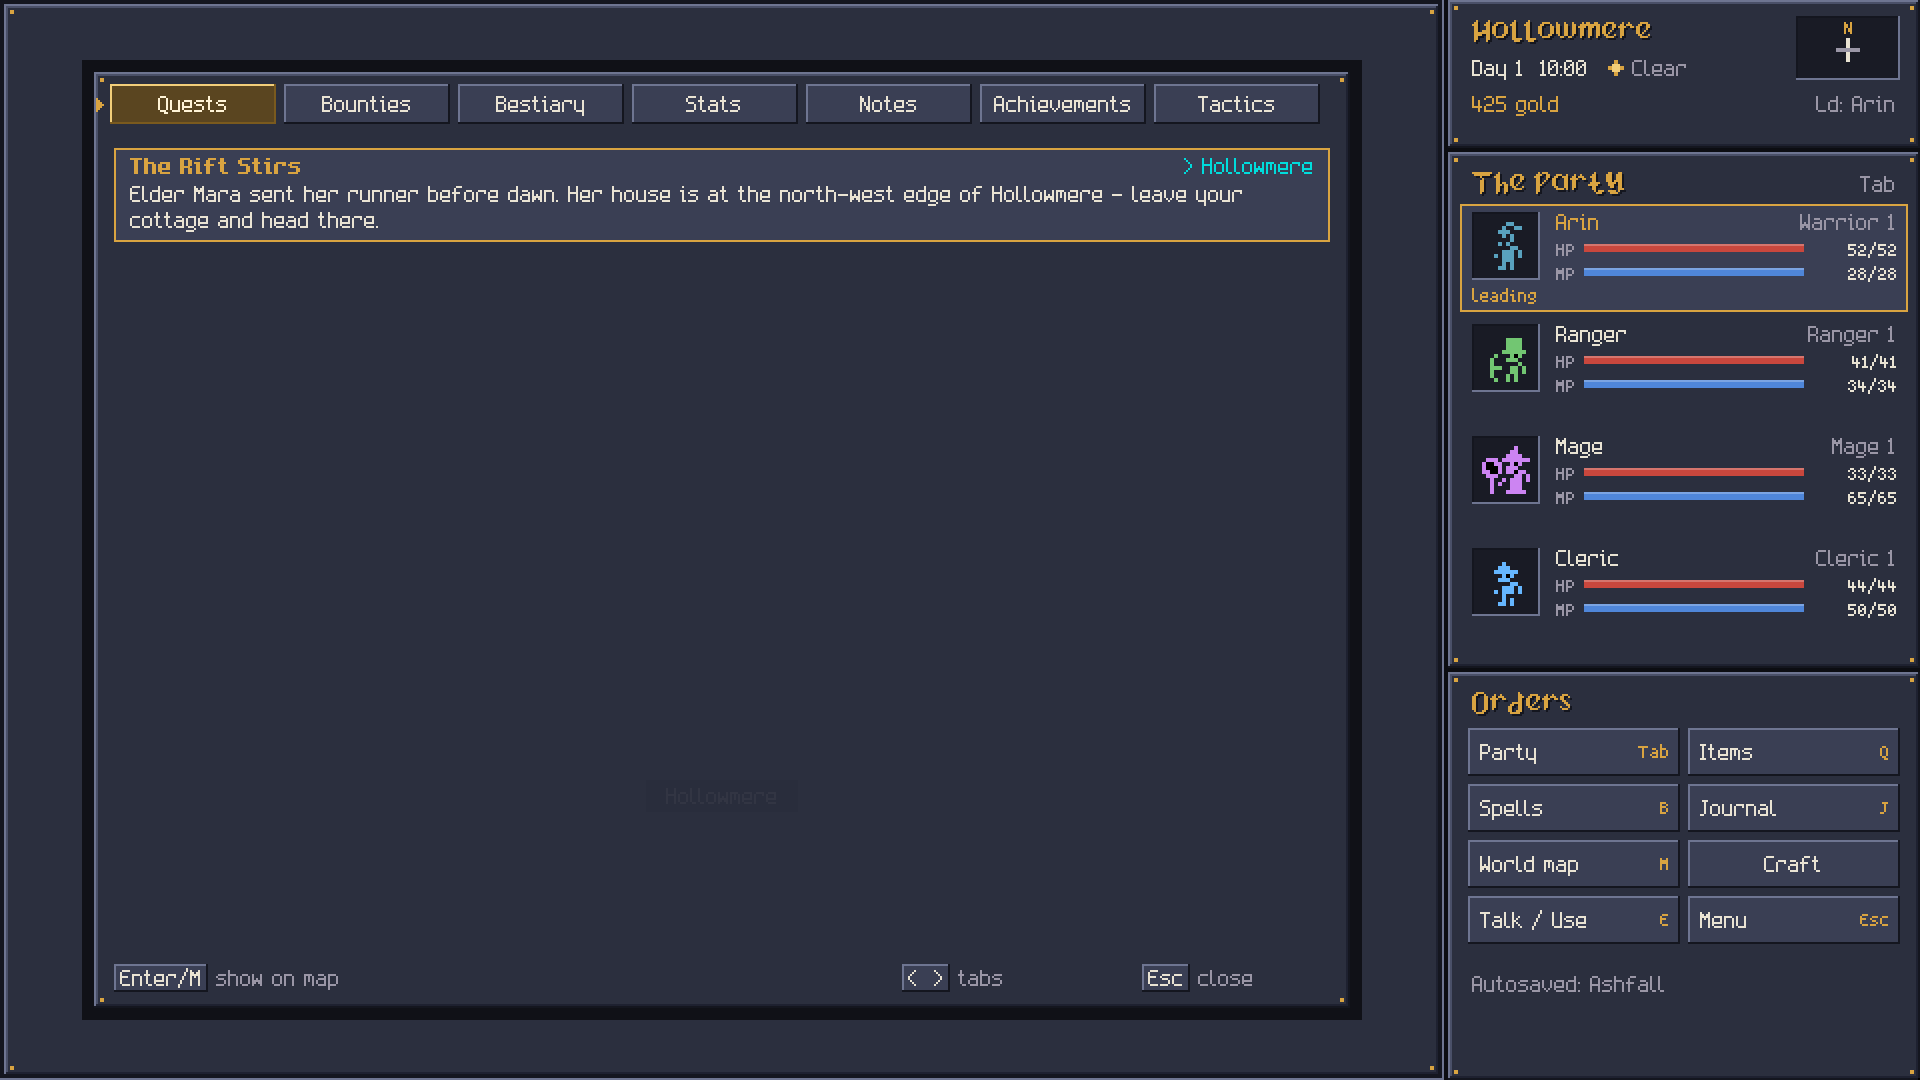 Quests
Bounties
Bestiary
Stats
Notes
Achievements
Tactics
The Rift Stirs
> Hollowmere
Elder Mara sent her runner before dawn. Her house is at the north-west edge of Hollowmere - leave your
cottage and head there.
Hollowmere
Enter/M show on map
< > tabs
Esc close
Hollowmere
N
Day 1 10:00 Clear
425 gold
Ld: Arin
The Party
Tab
Arin
Warrior 1
HP 52/52
MP 28/28
leading
Ranger
Ranger 1
HP 41/41
MP 34/34
Mage
Mage 1
HP 33/33
MP 65/65
Cleric
Cleric 1
HP 44/44
MP 50/50
Orders
Party Tab
Items Q
Spells B
Journal J
World map M
Craft
Talk / Use E
Menu Esc
Autosaved: Ashfall